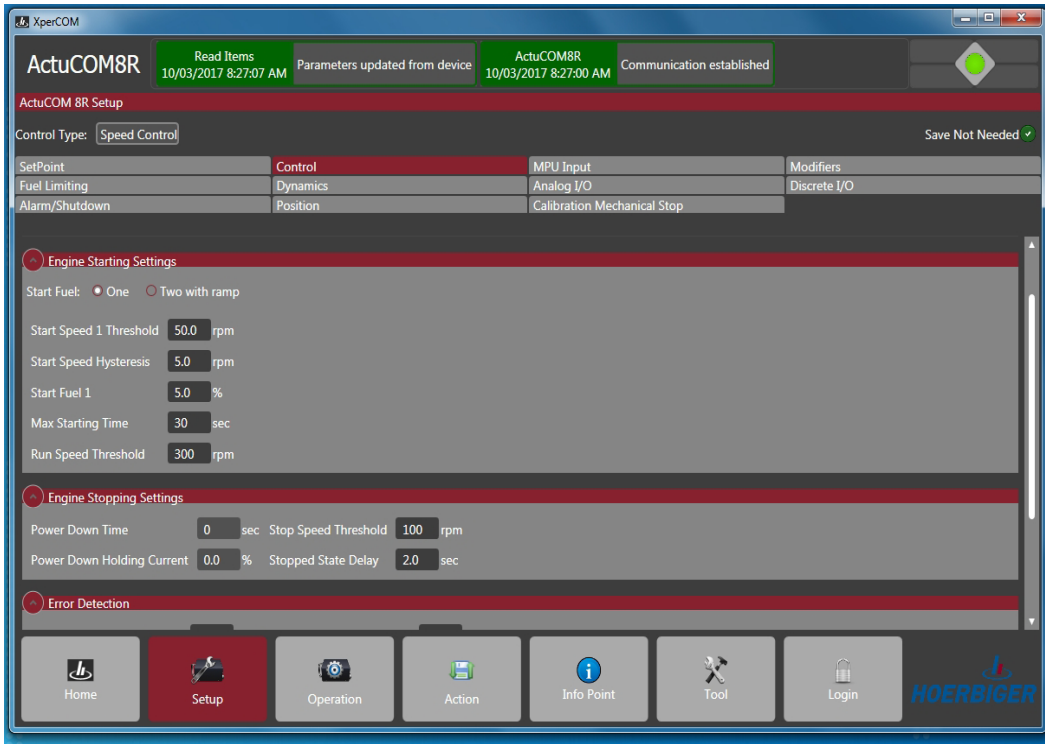 XperCOM
ActuCOM8R
Read Items
10/03/2017 8:27:07 AM
Parameters updated from device
ActuCOM8R
10/03/2017 8:27:00 AM
Communication established
ActuCOM 8R Setup
Control Type: Speed Control
Save Not Needed
SetPoint Control MPU Input Modifiers
Fuel Limiting Dynamics Analog I/O Discrete I/O
Alarm/Shutdown Position Calibration Mechanical Stop
Engine Starting Settings
Start Fuel: One Two with ramp
Start Speed 1 Threshold 50.0 rpm
Start Speed Hysteresis 5.0 rpm
Start Fuel 1 5.0 %
Max Starting Time 30 sec
Run Speed Threshold 300 rpm
Engine Stopping Settings
Power Down Time 0 sec Stop Speed Threshold 100 rpm
Power Down Holding Current 0.0 % Stopped State Delay 2.0 sec
Error Detection
Home Setup Operation Action Info Point Tool Login
HOERBIGER